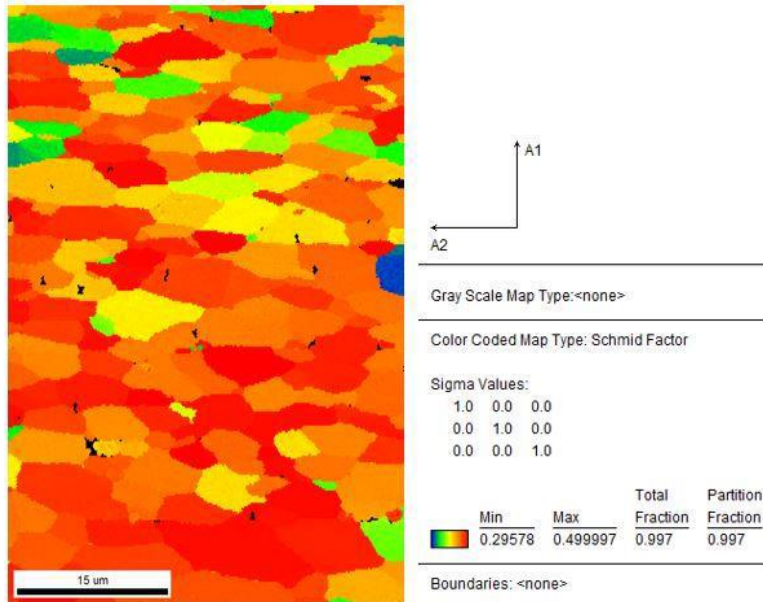 A1
A2
Gray Scale Map Type:<none>
Color Coded Map Type: Schmid Factor
Sigma Values:
1.0 0.0 0.0
0.0 1.0 0.0
0.0 0.0 1.0
Total Partition
Min Max Fraction Fraction
0.29578 0.499997 0.997 0.997
Boundaries: <none>
15 um